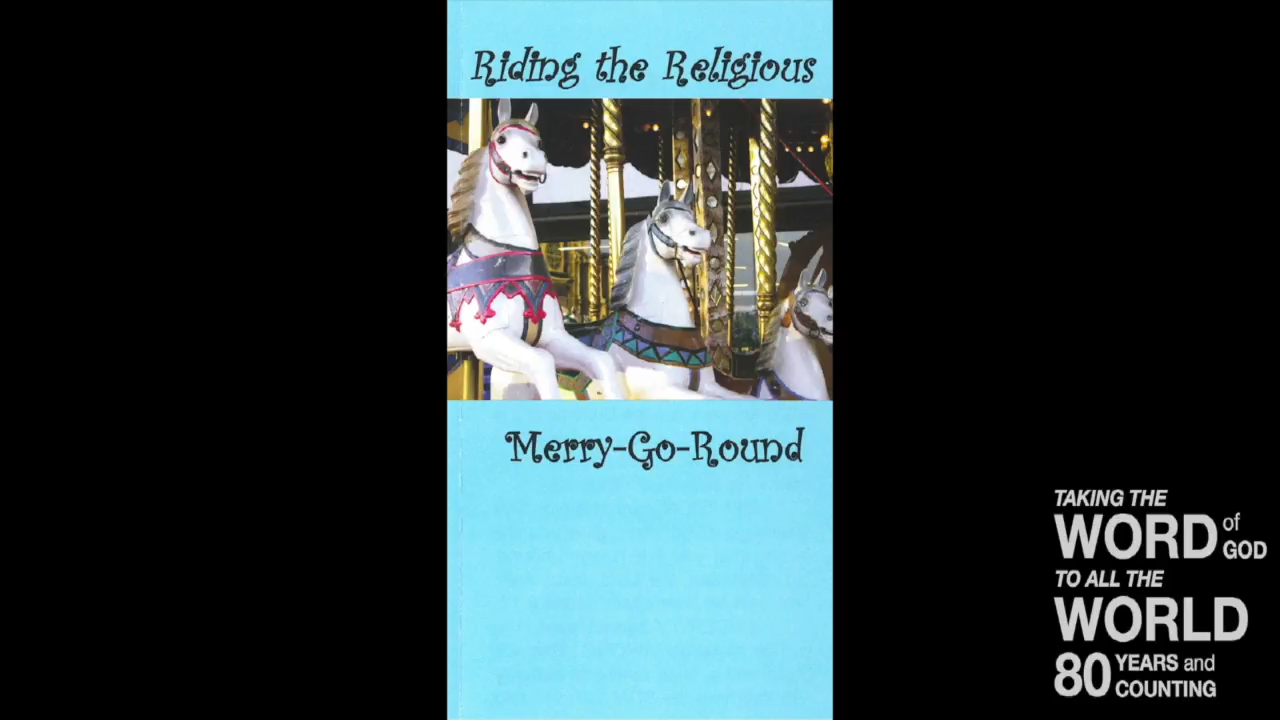 Riding the Religious
Merry-Go-Round
TAKING THE
WORD of GOD
TO ALL THE
WORLD
80 YEARS and
COUNTING